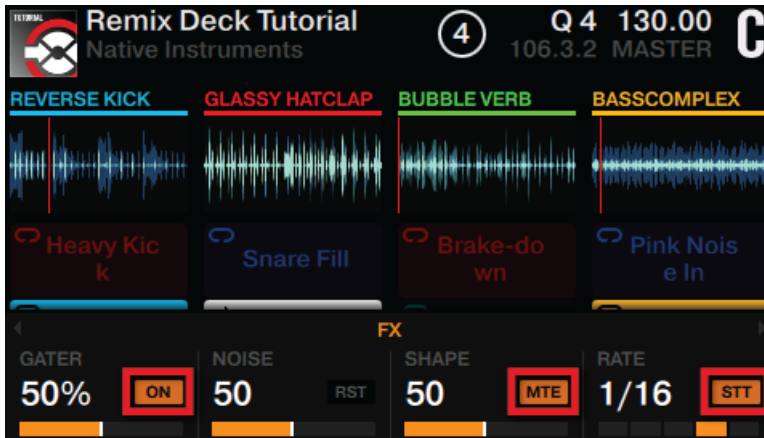 TUTORIAL
Remix Deck Tutorial
Native Instruments
4
Q 4 130.00
106.3.2 MASTER
C
REVERSE KICK
GLASSY HATCLAP
BUBBLE VERB
BASSCOMPLEX
Heavy Kic
k
Snare Fill
Brake-do
wn
Pink Nois
e In
FX
GATER
50% ON
NOISE
50 RST
SHAPE
50 MTE
RATE
1/16 STT